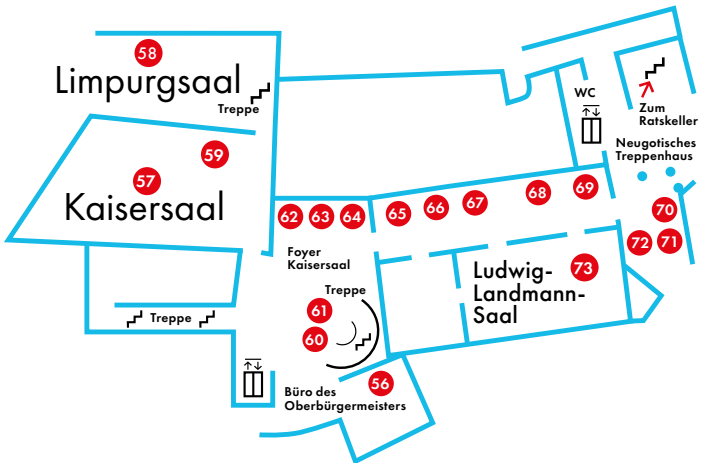 58
Limpurgsaal
Treppe
59
57
Kaisersaal
WC
Zum
Ratskeller
Neugotisches
Treppenhaus
62
63
64
65
66
67
68
69
70
72
71
Foyer
Kaisersaal
Treppe
61
60
Ludwig-
Landmann-
Saal
73
Treppe
56
Büro des
Oberbürgermeisters